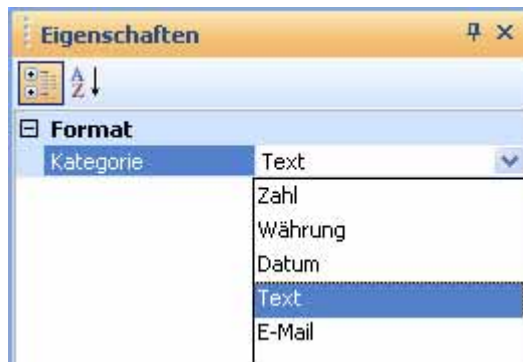 Eigenschaften
A
Z
Format
Kategorie Text
Zahl
Währung
Datum
Text
E-Mail